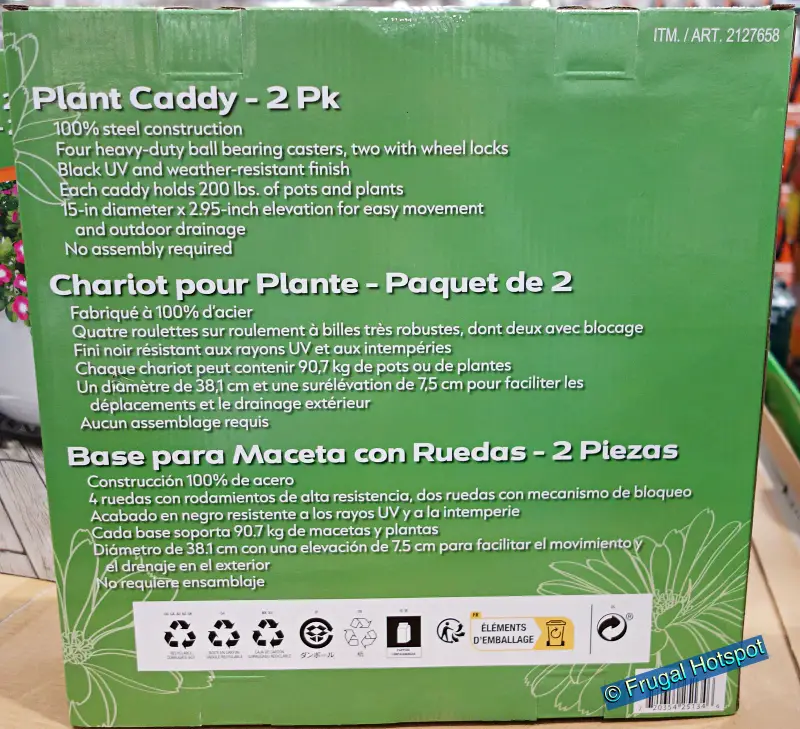 ITM. / ART. 2127658
Plant Caddy - 2 Pk
100% steel construction
Four heavy-duty ball bearing casters, two with wheel locks
Black UV and weather-resistant finish
Each caddy holds 200 lbs. of pots and plants
15-in diameter x 2.95-inch elevation for easy movement
and outdoor drainage
No assembly required
Chariot pour Plante - Paquet de 2
Fabriqué à 100% d'acier
Quatre roulettes sur roulement à billes très robustes, dont deux avec blocage
Fini noir résistant aux rayons UV et aux intempéries
Chaque chariot peut contenir 90,7 kg de pots ou de plantes
Un diamètre de 38,1 cm et une surélévation de 7,5 cm pour faciliter les
déplacements et le drainage extérieur
Aucun assemblage requis
Base para Maceta con Ruedas - 2 Piezas
Construcción 100% de acero
4 ruedas con rodamientos de alta resistencia, dos ruedas con mecanismo de bloqueo
Acabado en negro resistente a los rayos UV y a la intemperie
Cada base soporta 90.7 kg de macetas y plantas
Diámetro de 38.1 cm con una elevación de 7.5 cm para facilitar el movimiento y
el drenaje en el exterior
No requiere ensamblaje
ダンボール
紙
FR
ÉLÉMENTS
D'EMBALLAGE
© Frugal Hotspot